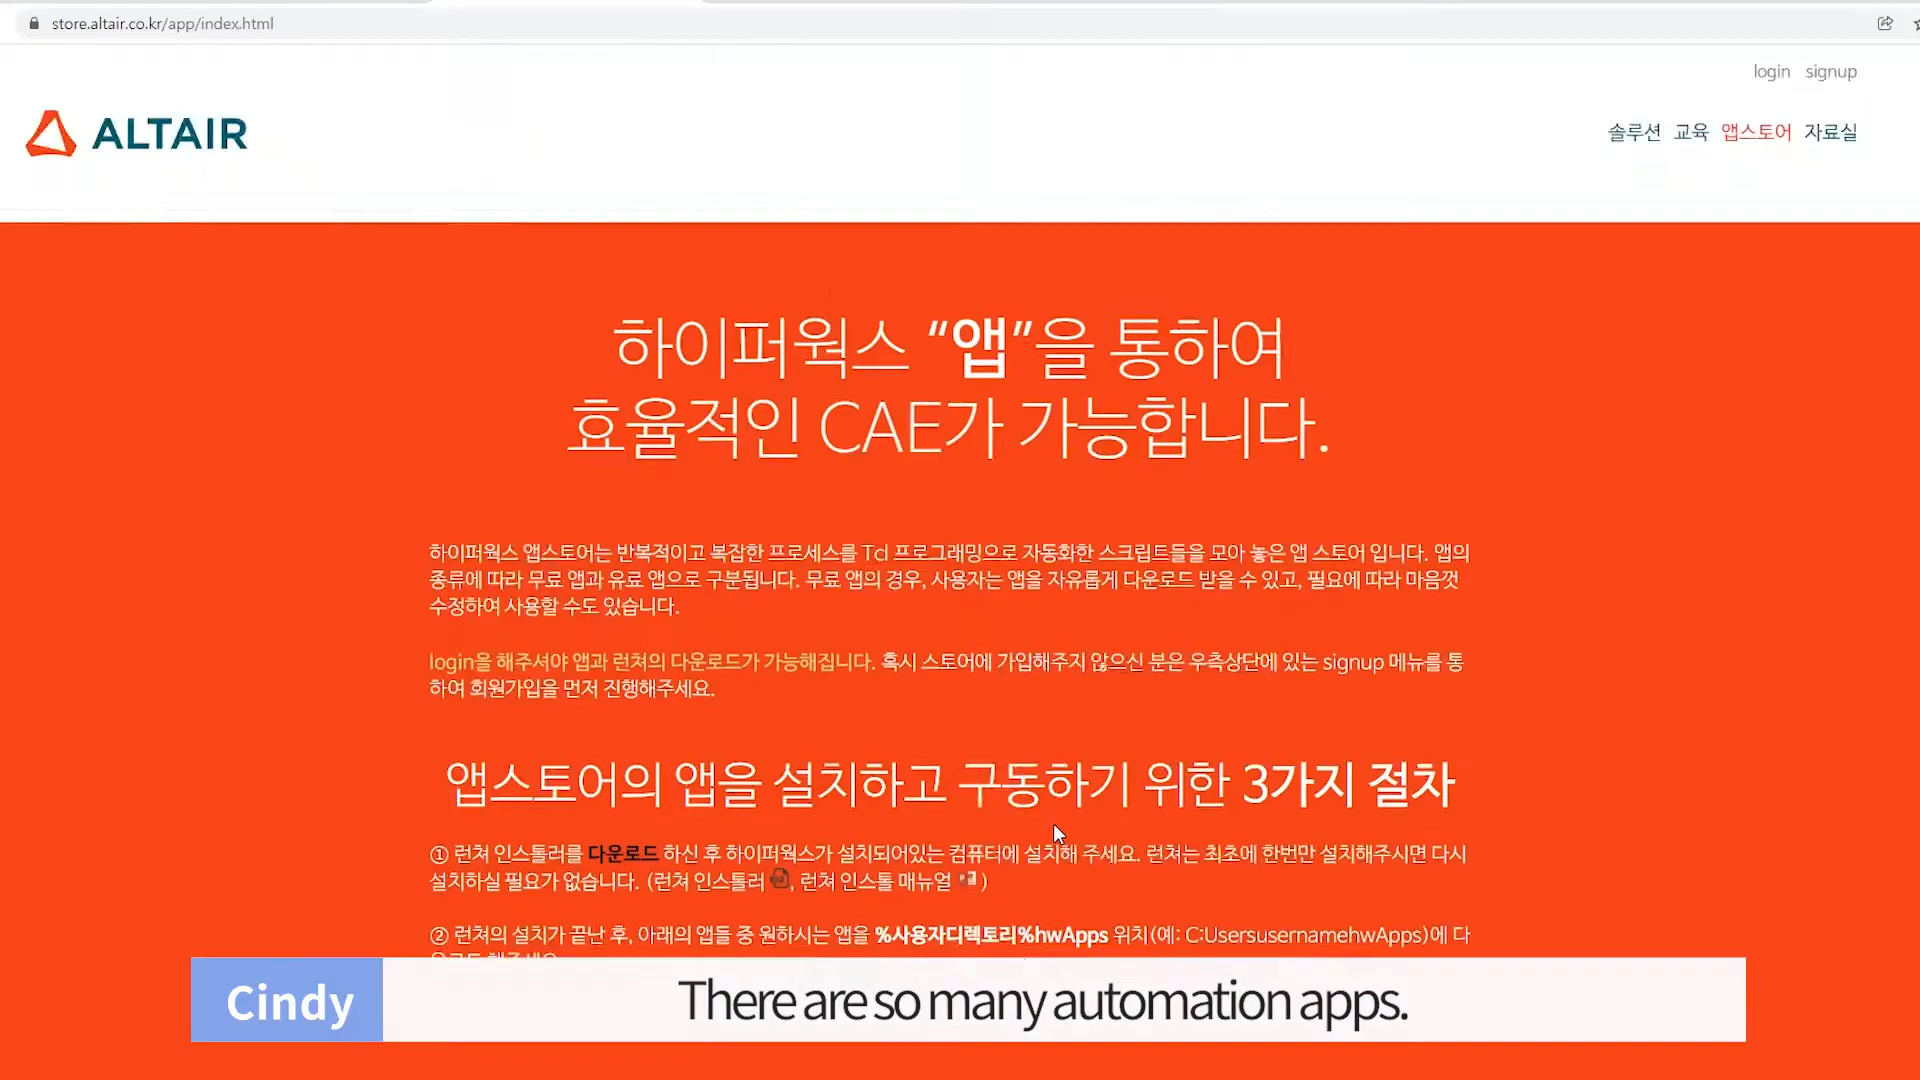 store.altair.co.kr/app/index.html
login signup
ALTAIR
솔루션 교육 앱스토어 자료실
하이퍼웍스 “앱”을 통하여
효율적인 CAE가 가능합니다.
하이퍼웍스 앱스토어는 반복적이고 복잡한 프로세스를 Tcl 프로그래밍으로 자동화한 스크립트들을 모아 놓은 앱 스토어 입니다. 앱의
종류에 따라 무료 앱과 유료 앱으로 구분됩니다. 무료 앱의 경우, 사용자는 앱을 자유롭게 다운로드 받을 수 있고, 필요에 따라 마음껏
수정하여 사용할 수도 있습니다.
login을 해주셔야 앱과 런쳐의 다운로드가 가능해집니다. 혹시 스토어에 가입해주지 않으신 분은 우측상단에 있는 signup 메뉴를 통
하여 회원가입을 먼저 진행해주세요.
앱스토어의 앱을 설치하고 구동하기 위한 3가지 절차
① 런쳐 인스톨러를 다운로드 하신 후 하이퍼웍스가 설치되어있는 컴퓨터에 설치해 주세요. 런쳐는 최초에 한번만 설치해주시면 다시
설치하실 필요가 없습니다. (런쳐 인스톨러 , 런쳐 인스톨 매뉴얼 )
② 런쳐의 설치가 끝난 후, 아래의 앱들 중 원하시는 앱을 %사용자디렉토리%hwApps 위치(예: C:UsersusernamehwApps)에 다
Cindy There are so many automation apps.